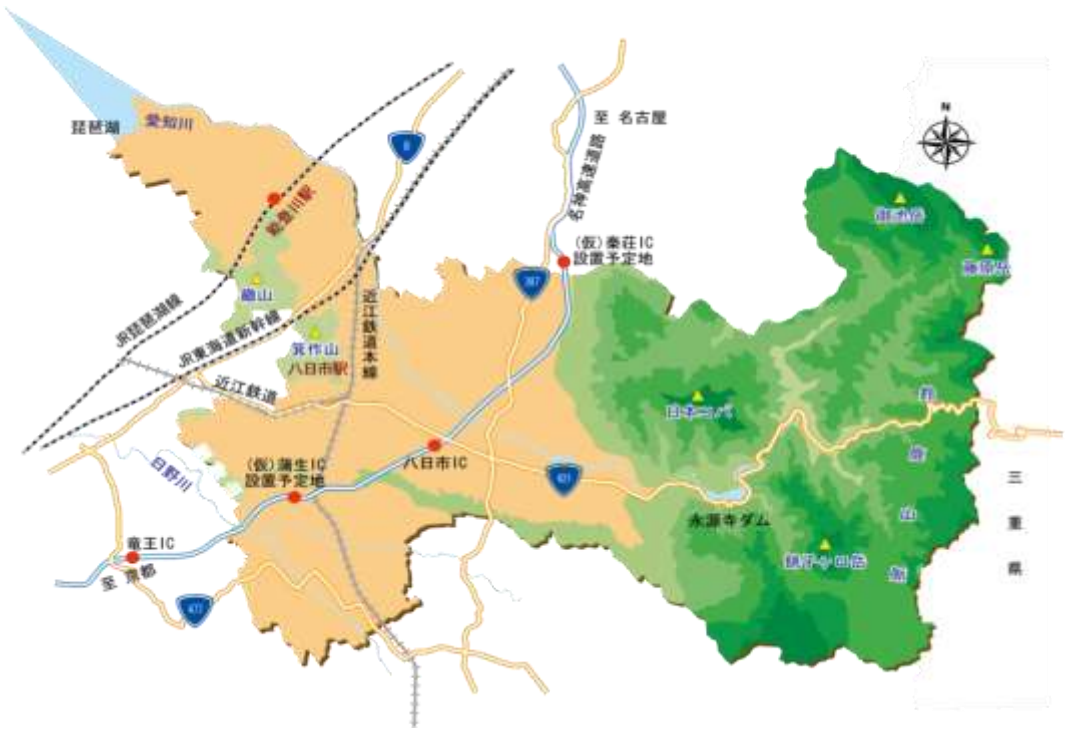 琵琶湖
愛知川
8
至 名古屋
名神高速道路
N
能登川駅
(仮)秦荘IC
設置予定地
307
御池岳
藤原岳
繖山
JR琵琶湖線
JR東海道新幹線
近江鉄道本線
箕作山
八日市駅
近江鉄道
日本コバ
鈴鹿山脈
三重県
日野川
(仮)蒲生IC
設置予定地
八日市IC
421
永源寺ダム
銚子ヶ口岳
竜王IC
至 京都
477